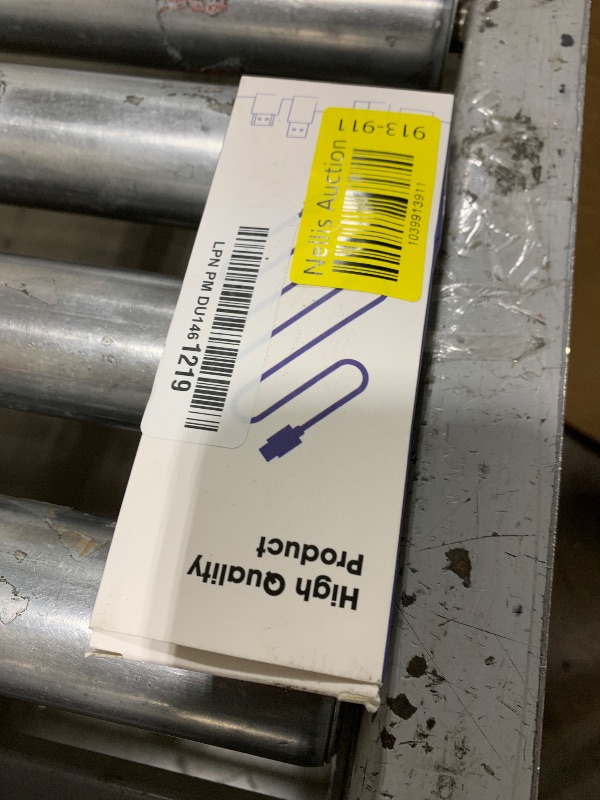 913-911
Nellis Auction
1039913911
LPN PM DU146 1219
High Quality
Product